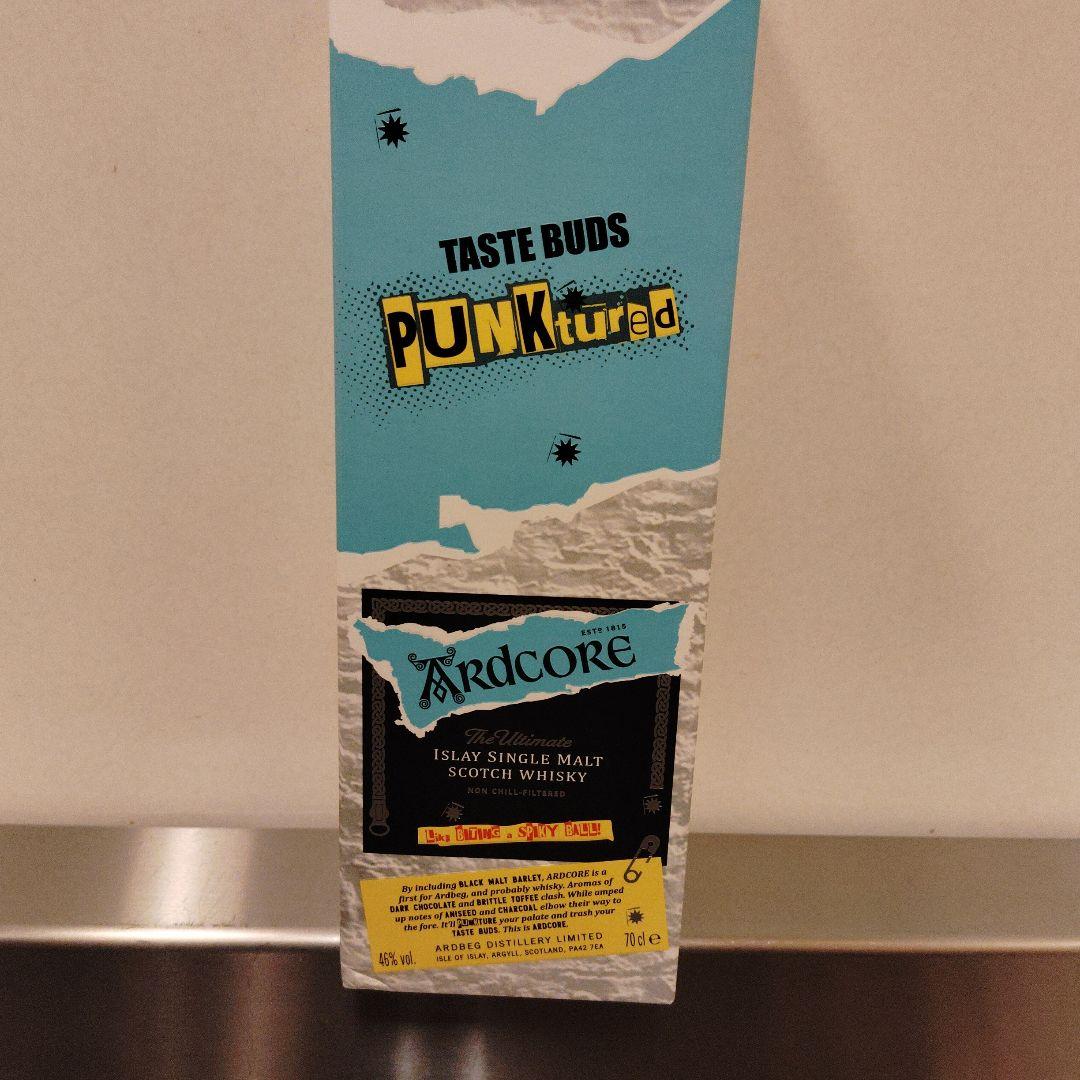 TASTE BUDS
PUNKtured
ESTD 1815
ARDCORE
The Ultimate
ISLAY SINGLE MALT
SCOTCH WHISKY
NON CHILL-FILTERED
Like BITING a SPIKY BALL!
By including BLACK MALT BARLEY, ARDCORE is a
first for Ardbeg, and probably whisky. Aromas of
DARK CHOCOLATE and BRITTLE TOFFEE clash. While amped
up notes of ANISEED and CHARCOAL elbow their way to
the fore. It'll PUNKTURE your palate and trash your
TASTE BUDS. This is ARDCORE.
ARDBEG DISTILLERY LIMITED
ISLE OF ISLAY, ARGYLL, SCOTLAND, PA42 7EA
46% vol.
70 cl e